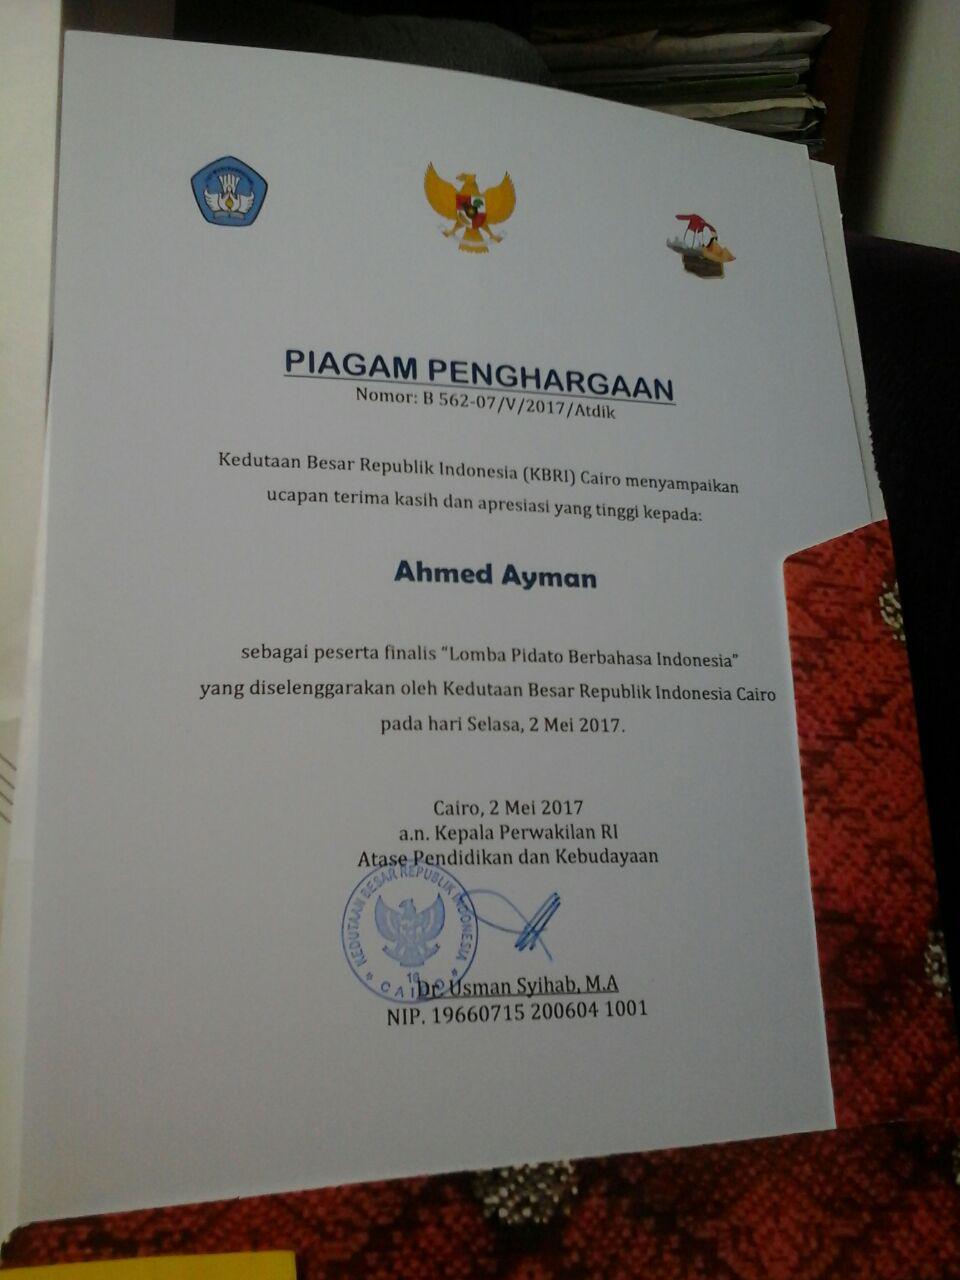 PIAGAM PENGHARGAAN
Nomor: B 562-07/V/2017/Atdik
Kedutaan Besar Republik Indonesia (KBRI) Cairo menyampaikan
ucapan terima kasih dan apresiasi yang tinggi kepada:
Ahmed Ayman
sebagai peserta finalis “Lomba Pidato Berbahasa Indonesia”
yang diselenggarakan oleh Kedutaan Besar Republik Indonesia Cairo
pada hari Selasa, 2 Mei 2017.
Cairo, 2 Mei 2017
a.n. Kepala Perwakilan RI
Atase Pendidikan dan Kebudayaan
KEDUTAAN BESAR REPUBLIK INDONESIA
18
CAIRO
Dr. Usman Syihab, M.A
NIP. 19660715 200604 1001